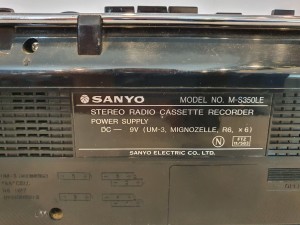 SANYO
MODEL NO. M-S350LE
STEREO RADIO CASSETTE RECORDER
POWER SUPPLY
DC — 9V (UM-3, MIGNOZELLE, R6, ×6)
N
SANYO ELECTRIC CO., LTD.